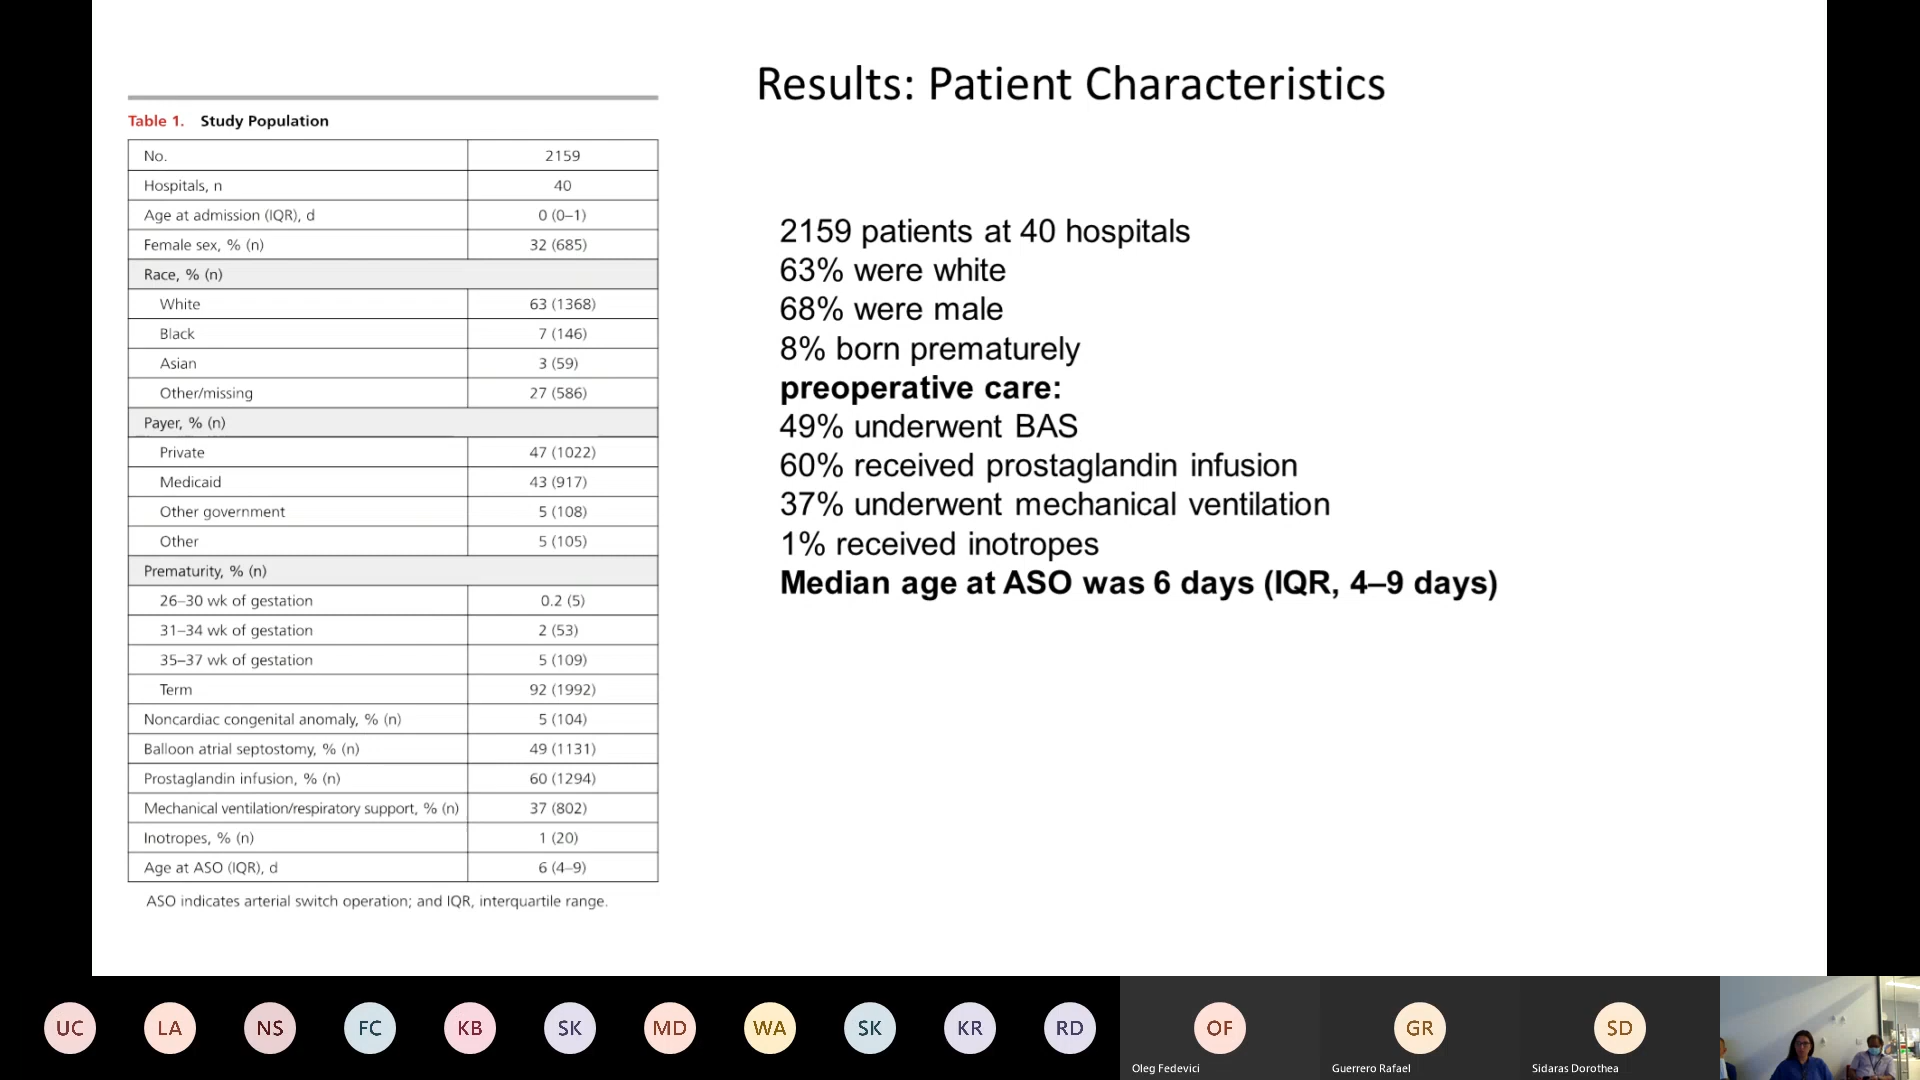 Results: Patient Characteristics
Table 1. Study Population
No. 2159
Hospitals, n 40
Age at admission (IQR), d 0 (0–1)
Female sex, % (n) 32 (685)
Race, % (n)
White 63 (1368)
Black 7 (146)
Asian 3 (59)
Other/missing 27 (586)
Payer, % (n)
Private 47 (1022)
Medicaid 43 (917)
Other government 5 (108)
Other 5 (105)
Prematurity, % (n)
26–30 wk of gestation 0.2 (5)
31–34 wk of gestation 2 (53)
35–37 wk of gestation 5 (109)
Term 92 (1992)
Noncardiac congenital anomaly, % (n) 5 (104)
Balloon atrial septostomy, % (n) 49 (1131)
Prostaglandin infusion, % (n) 60 (1294)
Mechanical ventilation/respiratory support, % (n) 37 (802)
Inotropes, % (n) 1 (20)
Age at ASO (IQR), d 6 (4–9)
ASO indicates arterial switch operation; and IQR, interquartile range.
2159 patients at 40 hospitals
63% were white
68% were male
8% born prematurely
preoperative care:
49% underwent BAS
60% received prostaglandin infusion
37% underwent mechanical ventilation
1% received inotropes
Median age at ASO was 6 days (IQR, 4–9 days)
UC LA NS FC KB SK MD WA SK KR RD OF GR SD
Oleg Fedevici Guerrero Rafael Sidaras Dorothea